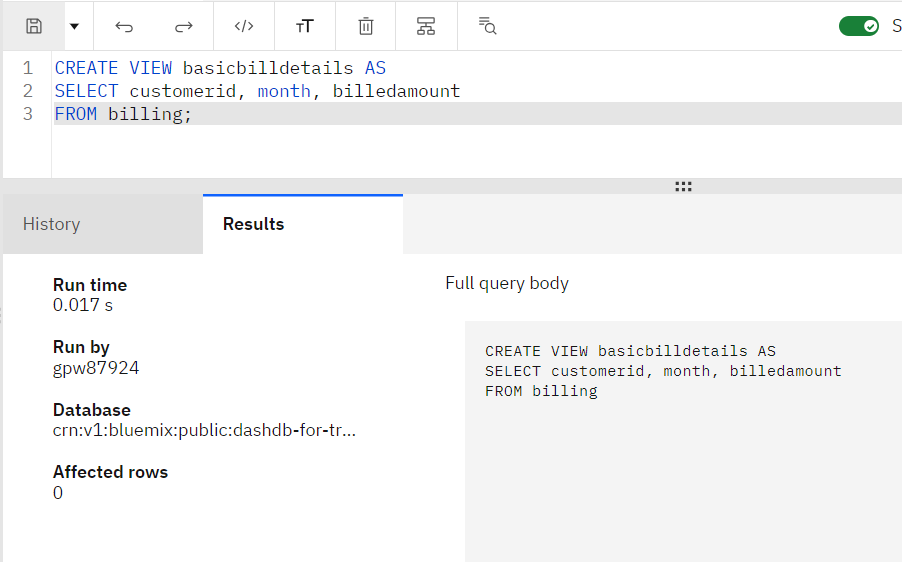 </>
TT
S
1 CREATE VIEW basicbilldetails AS
2 SELECT customerid, month, billedamount
3 FROM billing;
History
Results
Run time
0.017 s
Run by
gpw87924
Database
crn:v1:bluemix:public:dashdb-for-tr...
Affected rows
0
Full query body
CREATE VIEW basicbilldetails AS
SELECT customerid, month, billedamount
FROM billing